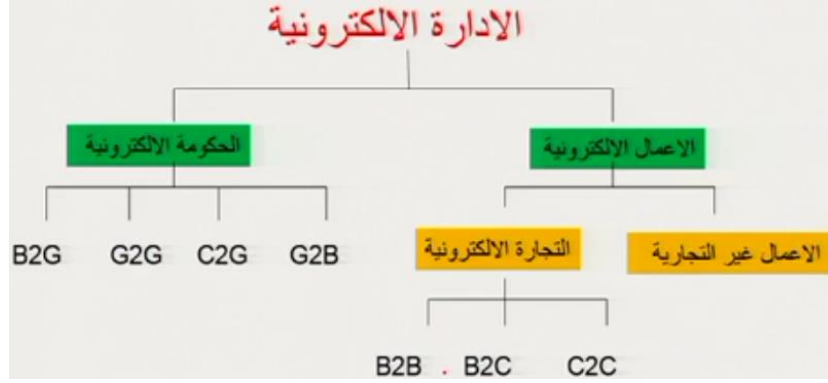 الادارة الالكترونية
الاعمال الالكترونية
الحكومة الالكترونية
الاعمال غير التجارية
التجارة الالكترونية
B2G G2G C2G G2B
B2B . B2C C2C